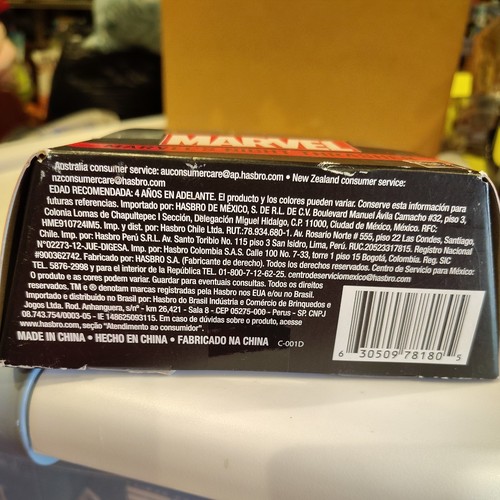 MARVEL
Australia consumer service: auconsumercare@ap.hasbro.com • New Zealand consumer service:
nzconsumercare@hasbro.com
EDAD RECOMENDADA: 4 AÑOS EN ADELANTE. El producto y los colores pueden variar. Conserve esta información para
futuras referencias. Importado por: HASBRO DE MÉXICO, S. DE R.L. DE C.V. Boulevard Manuel Ávila Camacho #32, piso 3,
Colonia Lomas de Chapultepec I Sección, Delegación Miguel Hidalgo, C.P. 11000, Ciudad de México, México. RFC:
HME910724IM5. Imp. y dist. por: Hasbro Chile Ltda. RUT.:78.934.680-1. Av. Rosario Norte # 555, piso 22 Las Condes, Santiago,
Chile. Imp. por: Hasbro Perú S.R.L. Av. Santo Toribio No. 115 piso 3 San Isidro, Lima, Perú. RUC.20523317815. Registro Nacional
N°02273-12-JUE-DIGESA. Imp. por: Hasbro Colombia S.A.S. Calle 100 No. 7-33, torre 1 piso 15 Bogotá, Colombia. Reg. SIC
#900362742. Fabricado por: HASBRO S.A. (Fabricante de derecho). Todos los derechos reservados. Centro de Servicio para México:
TEL. 5876-2998 y para el interior de la República TEL. 01-800-7-12-62-25. centrodeserviciomexico@hasbro.com
O produto e as cores podem variar. Guardar para eventuais consultas. Todos os direitos
reservados. TM e ® denotam marcas registradas pela Hasbro nos EUA e/ou no Brasil.
Importado e distribuído no Brasil por: Hasbro do Brasil Indústria e Comércio de Brinquedos e
Jogos Ltda. Rod. Anhanguera, s/nº - km 26,421 - Sala 8 - CEP 05275-000 - Perus - SP. CNPJ
08.743.754/0003-05 - IE 148625093115. Em caso de dúvidas sobre o produto, acesse
www.hasbro.com, seção "Atendimento ao consumidor".
MADE IN CHINA • HECHO EN CHINA • FABRICADO NA CHINA C-001D
6 30509 78180 5